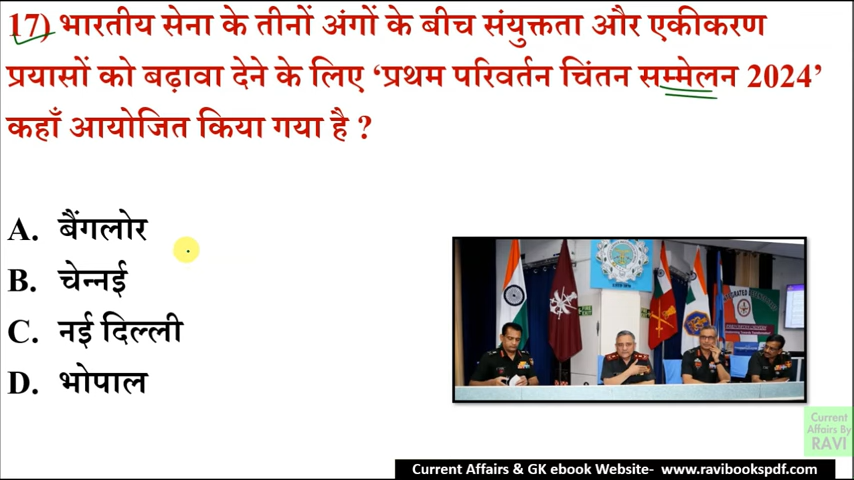 17) भारतीय सेना के तीनों अंगों के बीच संयुक्तता और एकीकरण
प्रयासों को बढ़ावा देने के लिए ‘प्रथम परिवर्तन चिंतन सम्मेलन 2024’
कहाँ आयोजित किया गया है ?
A. बैंगलोर
B. चेन्नई
C. नई दिल्ली
D. भोपाल
Current
Affairs By
RAVI
Current Affairs & GK ebook Website- www.ravibookspdf.com